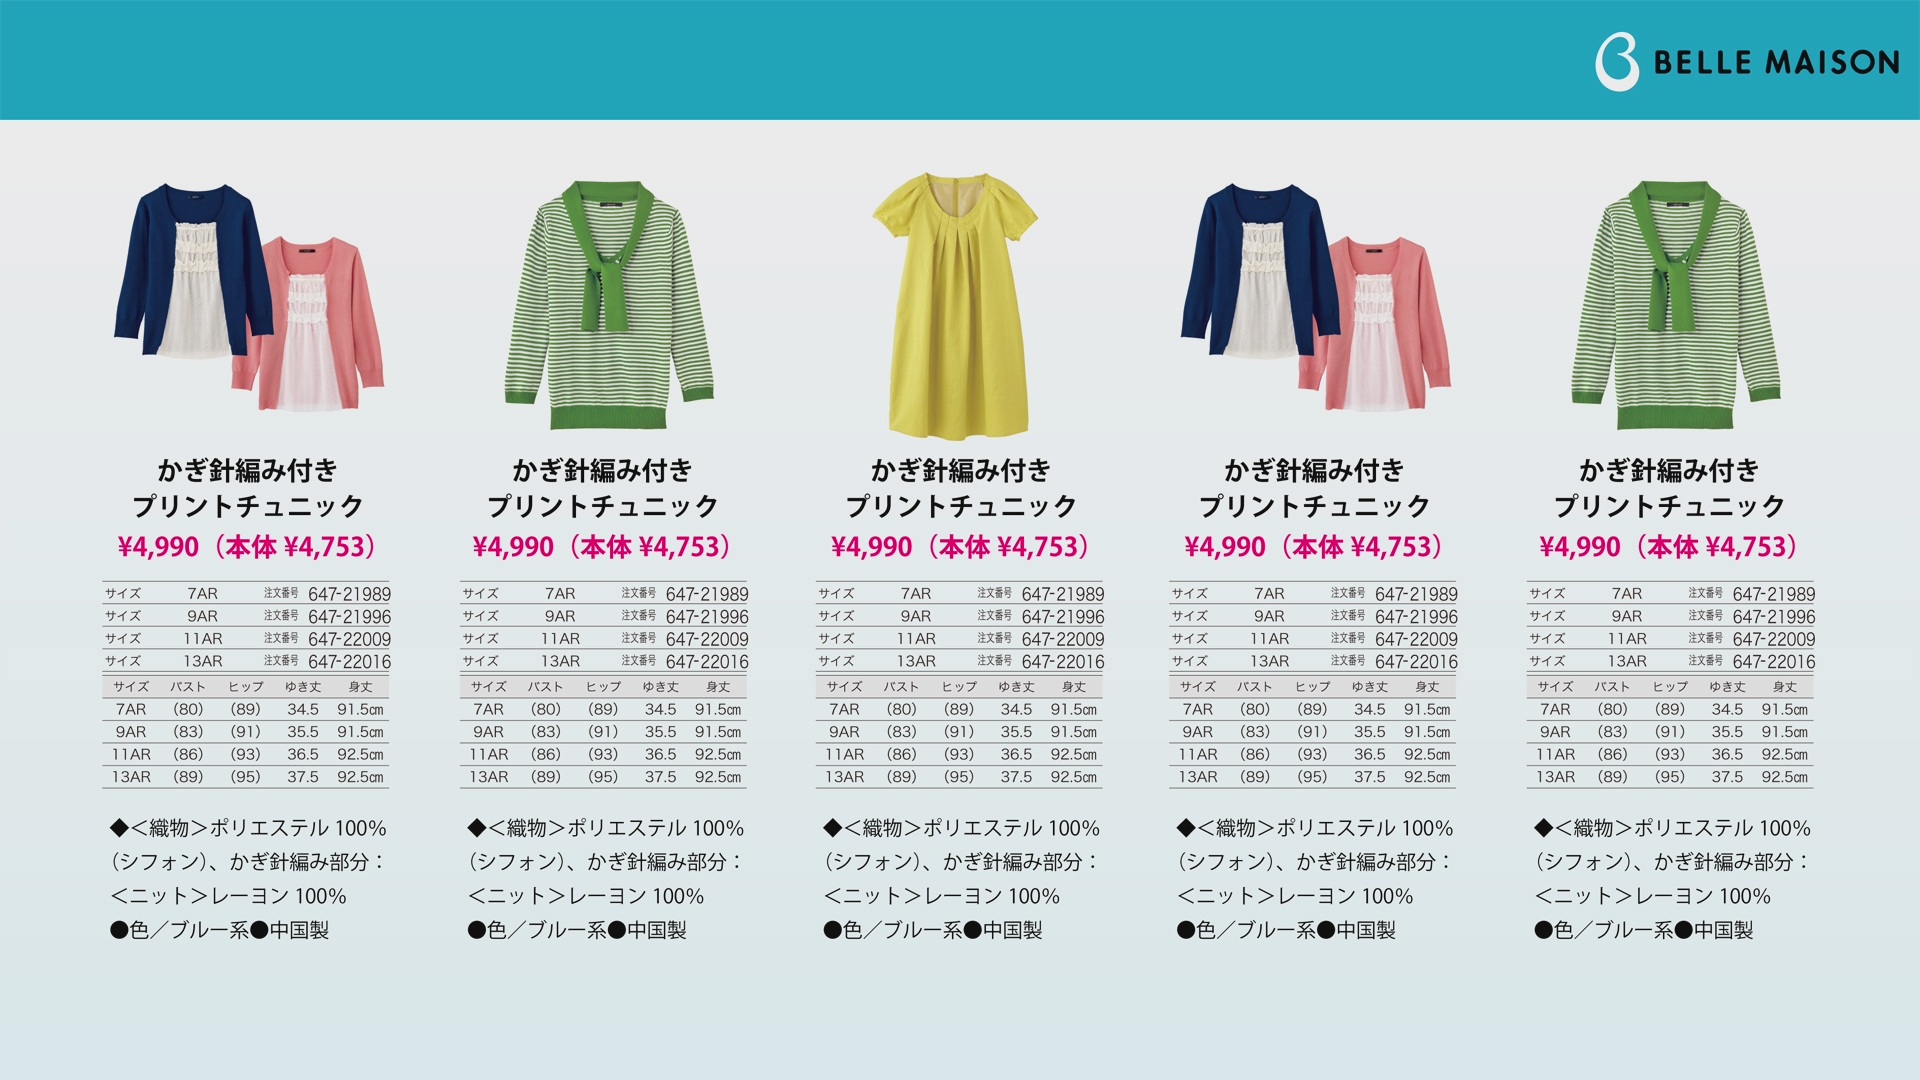 BELLE MAISON
かぎ針編み付き
プリントチュニック
¥4,990（本体 ¥4,753）
サイズ 7AR 注文番号 647-21989
サイズ 9AR 注文番号 647-21996
サイズ 11AR 注文番号 647-22009
サイズ 13AR 注文番号 647-22016
サイズ バスト ヒップ ゆき丈 身丈
7AR （80） （89） 34.5 91.5㎝
9AR （83） （91） 35.5 91.5㎝
11AR （86） （93） 36.5 92.5㎝
13AR （89） （95） 37.5 92.5㎝
◆＜織物＞ポリエステル 100%
（シフォン）、かぎ針編み部分：
＜ニット＞レーヨン 100%
●色／ブルー系●中国製
かぎ針編み付き
プリントチュニック
¥4,990（本体 ¥4,753）
サイズ 7AR 注文番号 647-21989
サイズ 9AR 注文番号 647-21996
サイズ 11AR 注文番号 647-22009
サイズ 13AR 注文番号 647-22016
サイズ バスト ヒップ ゆき丈 身丈
7AR （80） （89） 34.5 91.5㎝
9AR （83） （91） 35.5 91.5㎝
11AR （86） （93） 36.5 92.5㎝
13AR （89） （95） 37.5 92.5㎝
◆＜織物＞ポリエステル 100%
（シフォン）、かぎ針編み部分：
＜ニット＞レーヨン 100%
●色／ブルー系●中国製
かぎ針編み付き
プリントチュニック
¥4,990（本体 ¥4,753）
サイズ 7AR 注文番号 647-21989
サイズ 9AR 注文番号 647-21996
サイズ 11AR 注文番号 647-22009
サイズ 13AR 注文番号 647-22016
サイズ バスト ヒップ ゆき丈 身丈
7AR （80） （89） 34.5 91.5㎝
9AR （83） （91） 35.5 91.5㎝
11AR （86） （93） 36.5 92.5㎝
13AR （89） （95） 37.5 92.5㎝
◆＜織物＞ポリエステル 100%
（シフォン）、かぎ針編み部分：
＜ニット＞レーヨン 100%
●色／ブルー系●中国製
かぎ針編み付き
プリントチュニック
¥4,990（本体 ¥4,753）
サイズ 7AR 注文番号 647-21989
サイズ 9AR 注文番号 647-21996
サイズ 11AR 注文番号 647-22009
サイズ 13AR 注文番号 647-22016
サイズ バスト ヒップ ゆき丈 身丈
7AR （80） （89） 34.5 91.5㎝
9AR （83） （91） 35.5 91.5㎝
11AR （86） （93） 36.5 92.5㎝
13AR （89） （95） 37.5 92.5㎝
◆＜織物＞ポリエステル 100%
（シフォン）、かぎ針編み部分：
＜ニット＞レーヨン 100%
●色／ブルー系●中国製
かぎ針編み付き
プリントチュニック
¥4,990（本体 ¥4,753）
サイズ 7AR 注文番号 647-21989
サイズ 9AR 注文番号 647-21996
サイズ 11AR 注文番号 647-22009
サイズ 13AR 注文番号 647-22016
サイズ バスト ヒップ ゆき丈 身丈
7AR （80） （89） 34.5 91.5㎝
9AR （83） （91） 35.5 91.5㎝
11AR （86） （93） 36.5 92.5㎝
13AR （89） （95） 37.5 92.5㎝
◆＜織物＞ポリエステル 100%
（シフォン）、かぎ針編み部分：
＜ニット＞レーヨン 100%
●色／ブルー系●中国製